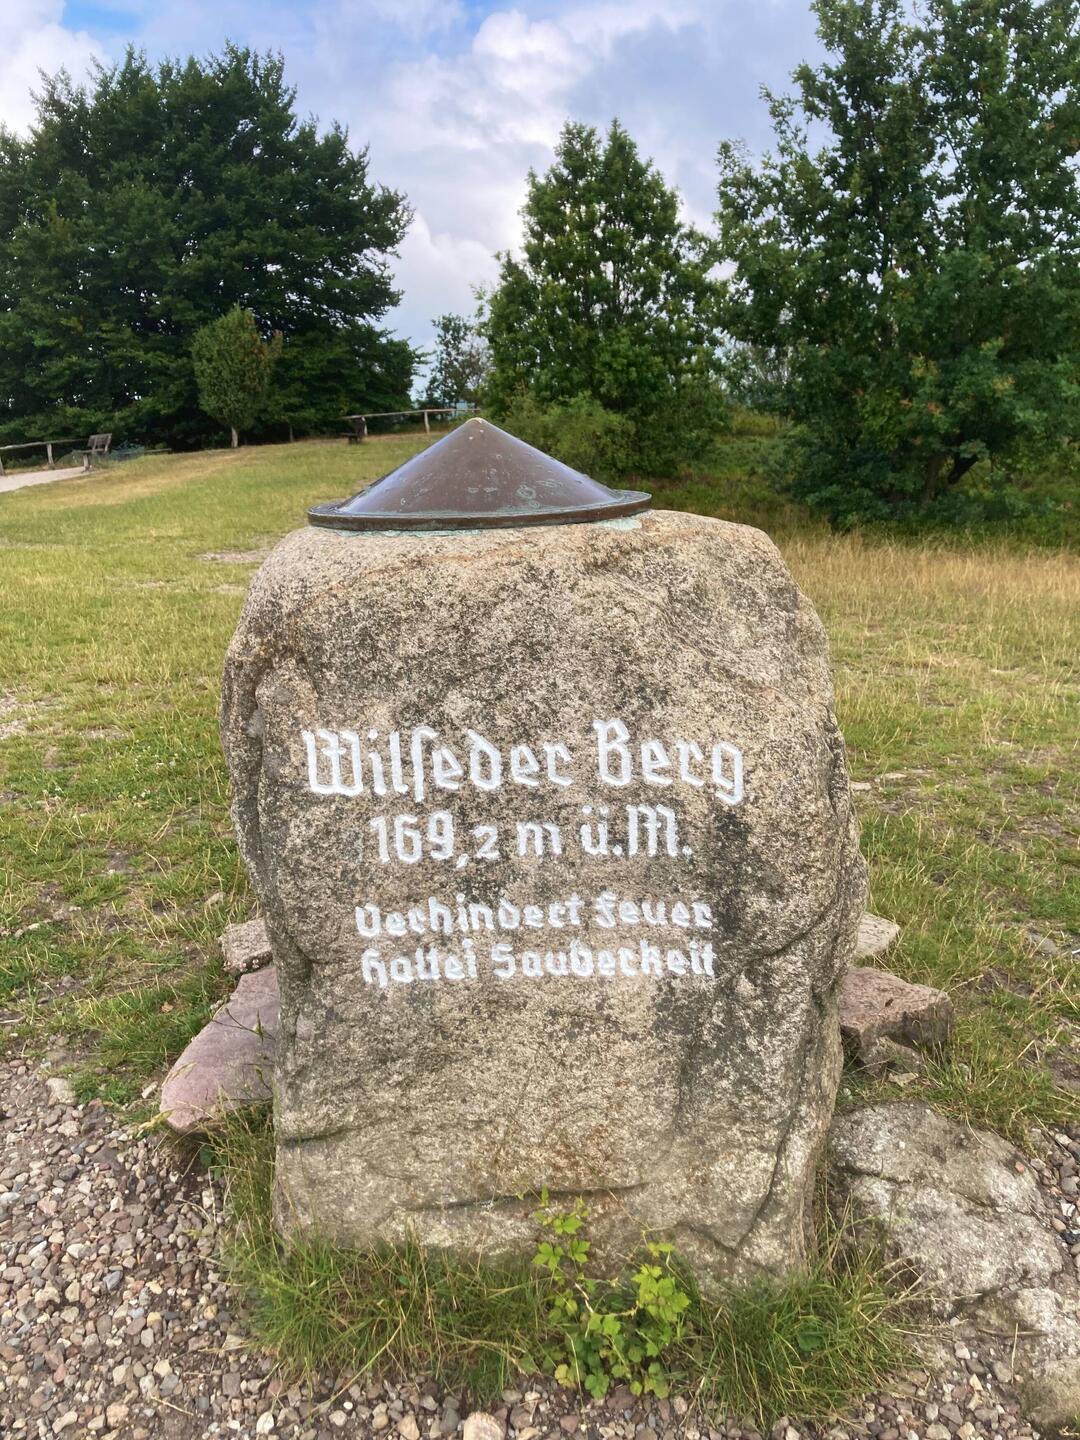 Wilseder Berg
169,2 m ü.M.
Verhindert Feuer
Haltet Sauberkeit